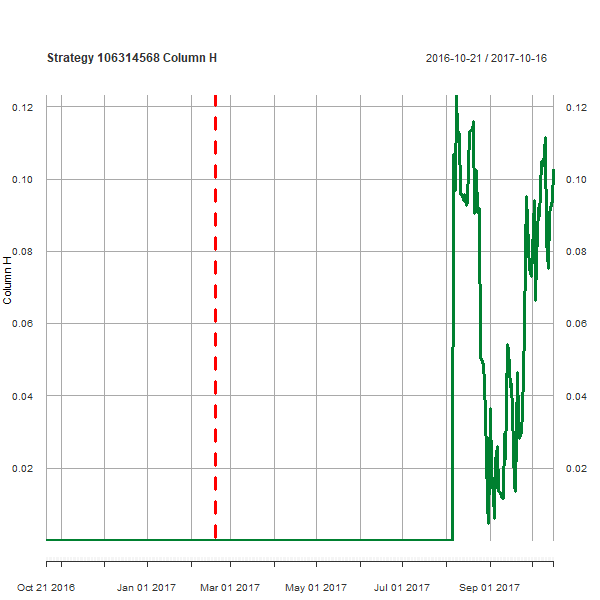 Strategy 106314568 Column H
2016-10-21 / 2017-10-16
0.12
0.12
0.10
0.10
0.08
0.08
Column H
0.06
0.06
0.04
0.04
0.02
0.02
Oct 21 2016
Jan 01 2017
Mar 01 2017
May 01 2017
Jul 01 2017
Sep 01 2017